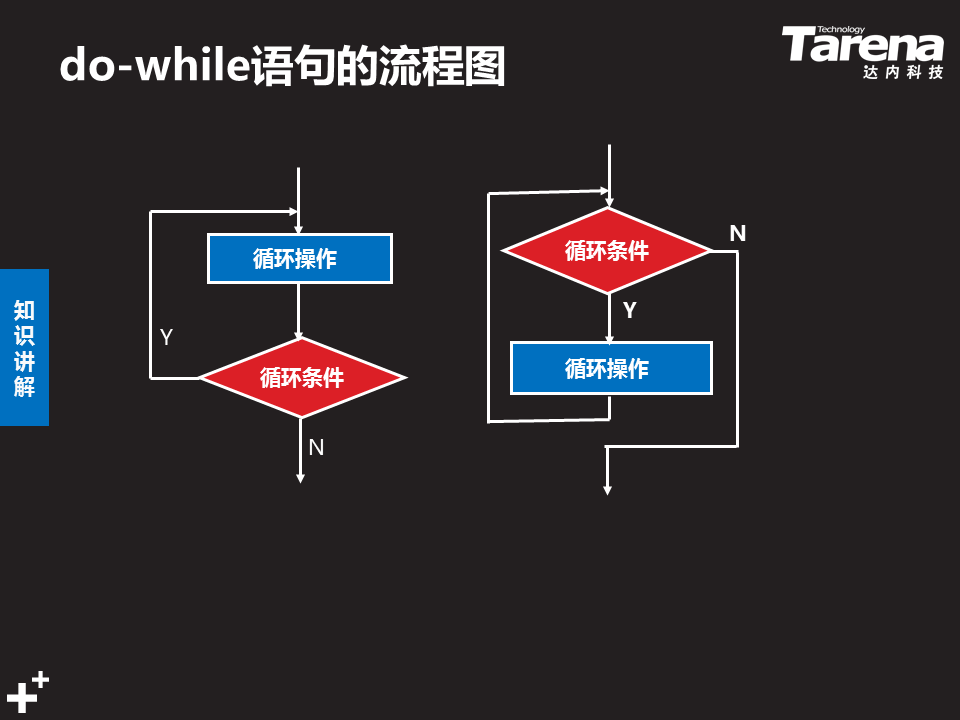 do-while语句的流程图
Technology
Tarena
达内科技
循环操作
Y
循环条件
N
循环条件
N
Y
循环操作
知
识
讲
解